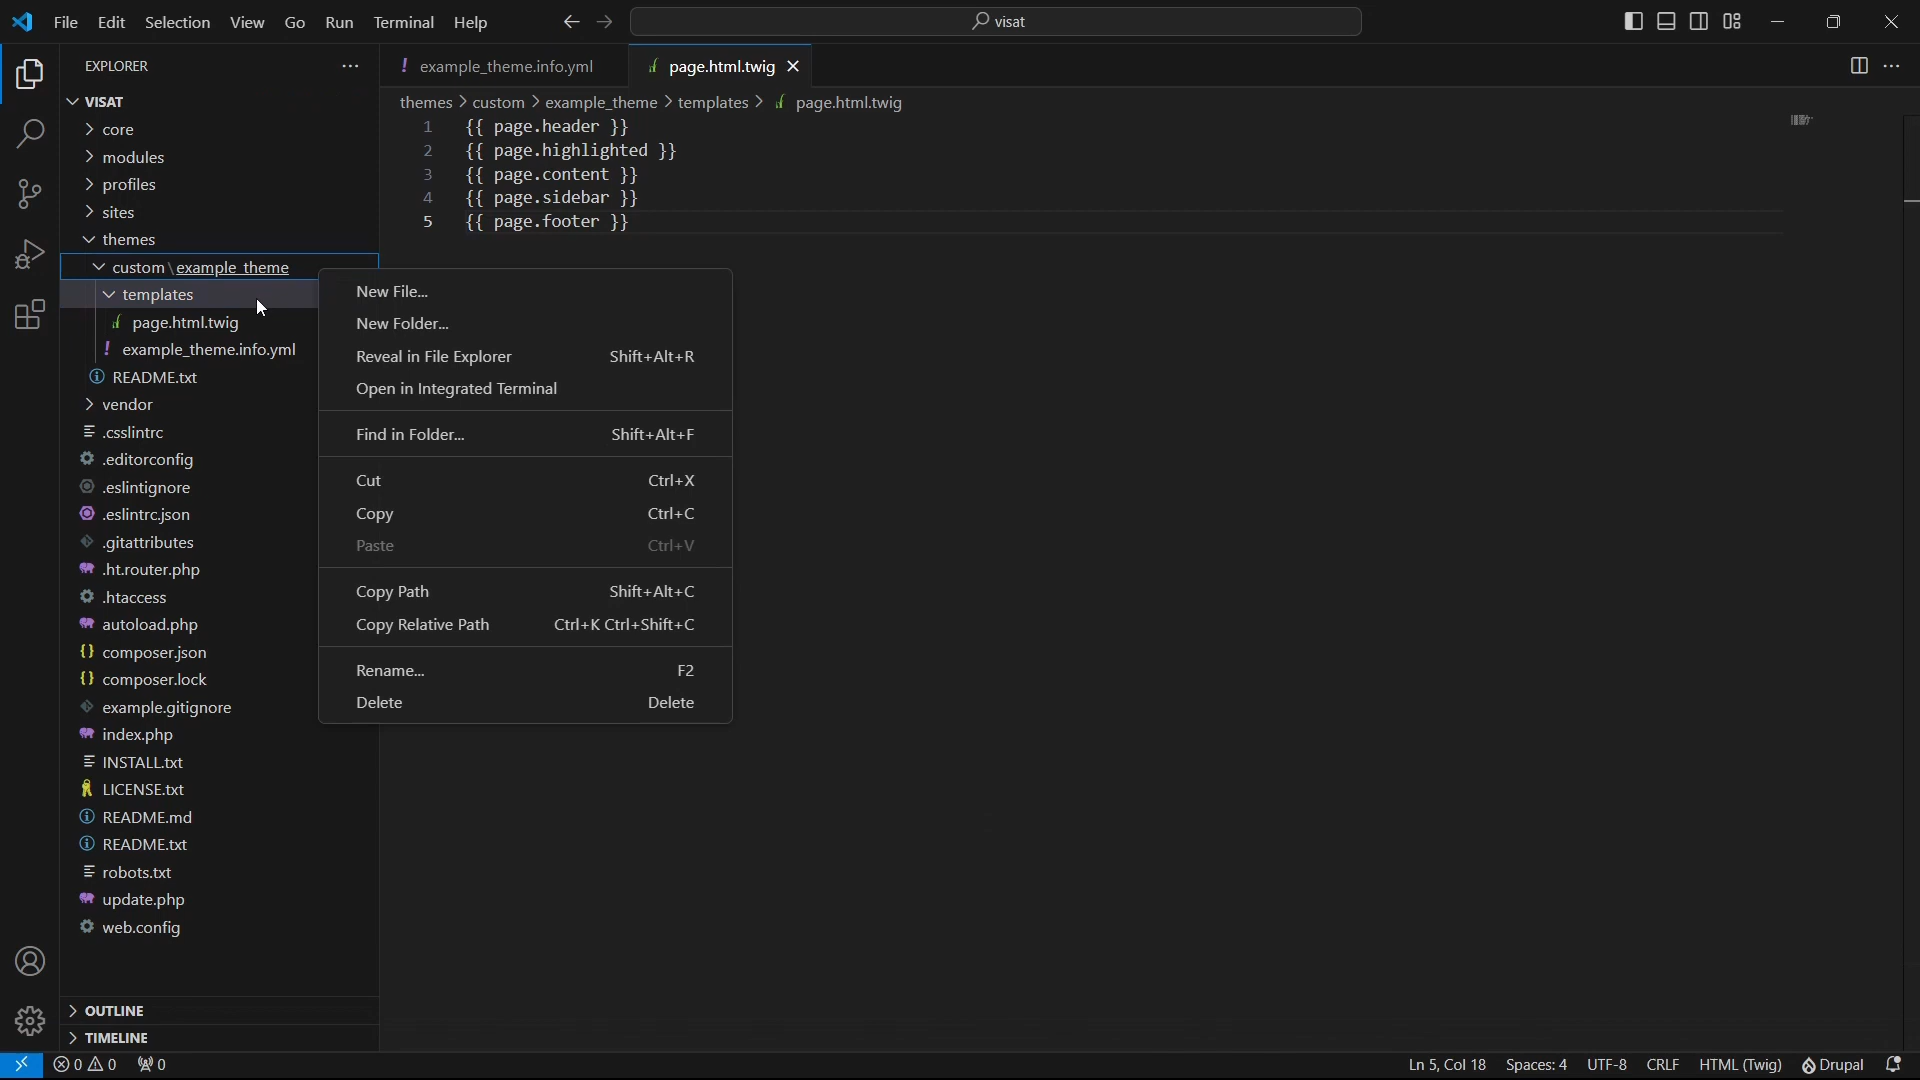 File Edit Selection View Go Run Terminal Help visat
EXPLORER
example_theme.info.yml page.html.twig
VISAT
core
modules
profiles
sites
themes
custom\example_theme
templates
page.html.twig
example_theme.info.yml
README.txt
vendor
.csslintrc
.editorconfig
.eslintignore
.eslintrc.json
.gitattributes
.ht.router.php
.htaccess
autoload.php
composer.json
composer.lock
example.gitignore
index.php
INSTALL.txt
LICENSE.txt
README.md
README.txt
robots.txt
update.php
web.config
OUTLINE
TIMELINE
themes > custom > example_theme > templates > page.html.twig
1 {{ page.header }}
2 {{ page.highlighted }}
3 {{ page.content }}
4 {{ page.sidebar }}
5 {{ page.footer }}
New File...
New Folder...
Reveal in File Explorer Shift+Alt+R
Open in Integrated Terminal
Find in Folder... Shift+Alt+F
Cut Ctrl+X
Copy Ctrl+C
Paste Ctrl+V
Copy Path Shift+Alt+C
Copy Relative Path Ctrl+K Ctrl+Shift+C
Rename... F2
Delete Delete
0 0 0 Ln 5, Col 18 Spaces: 4 UTF-8 CRLF HTML (Twig) Drupal